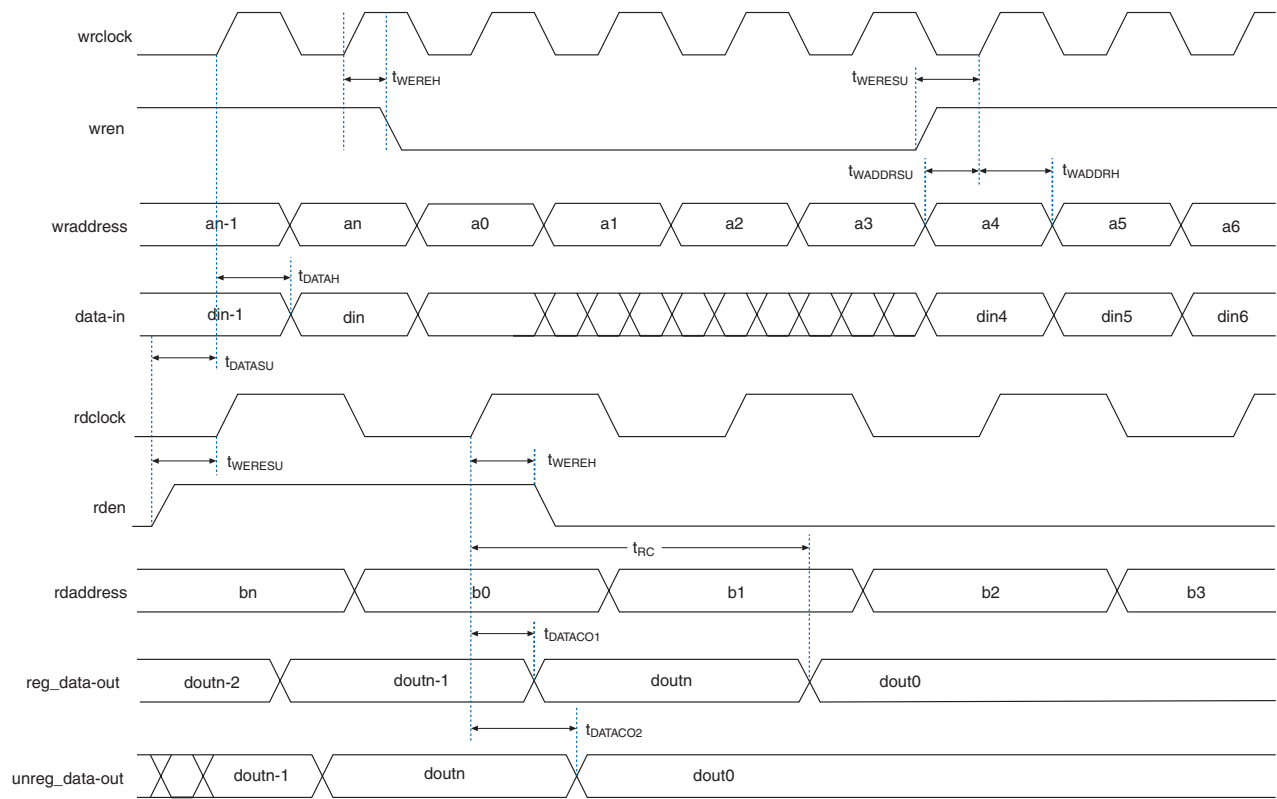 wrclock
tWEREH
tWERESU
wren
tWADDRSU
tWADDRH
wraddress
an-1 an a0 a1 a2 a3 a4 a5 a6
tDATAH
data-in
din-1 din din4 din5 din6
tDATASU
rdclock
tWERESU
tWEREH
rden
tRC
rdaddress
bn b0 b1 b2 b3
tDATACO1
reg_data-out
doutn-2 doutn-1 doutn dout0
tDATACO2
unreg_data-out
doutn-1 doutn dout0